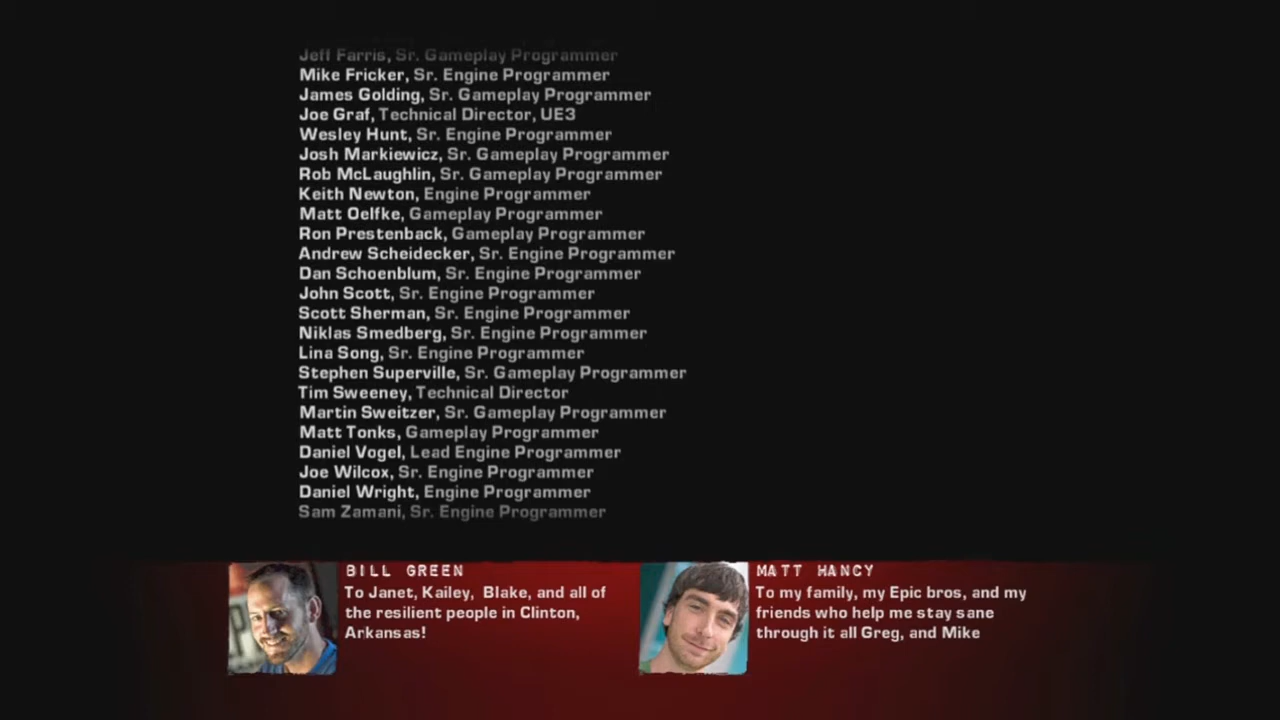 Jeff Farris, Sr. Gameplay Programmer
Mike Fricker, Sr. Engine Programmer
James Golding, Sr. Gameplay Programmer
Joe Graf, Technical Director, UE3
Wesley Hunt, Sr. Engine Programmer
Josh Markiewicz, Sr. Gameplay Programmer
Rob McLaughlin, Sr. Gameplay Programmer
Keith Newton, Engine Programmer
Matt Oelfke, Gameplay Programmer
Ron Prestenback, Gameplay Programmer
Andrew Scheidecker, Sr. Engine Programmer
Dan Schoenblum, Sr. Engine Programmer
John Scott, Sr. Engine Programmer
Scott Sherman, Sr. Engine Programmer
Niklas Smedberg, Sr. Engine Programmer
Lina Song, Sr. Engine Programmer
Stephen Superville, Sr. Gameplay Programmer
Tim Sweeney, Technical Director
Martin Sweitzer, Sr. Gameplay Programmer
Matt Tonks, Gameplay Programmer
Daniel Vogel, Lead Engine Programmer
Joe Wilcox, Sr. Engine Programmer
Daniel Wright, Engine Programmer
Sam Zamani, Sr. Engine Programmer
BILL GREEN
To Janet, Kailey, Blake, and all of
the resilient people in Clinton,
Arkansas!
MATT HANCY
To my family, my Epic bros, and my
friends who help me stay sane
through it all Greg, and Mike